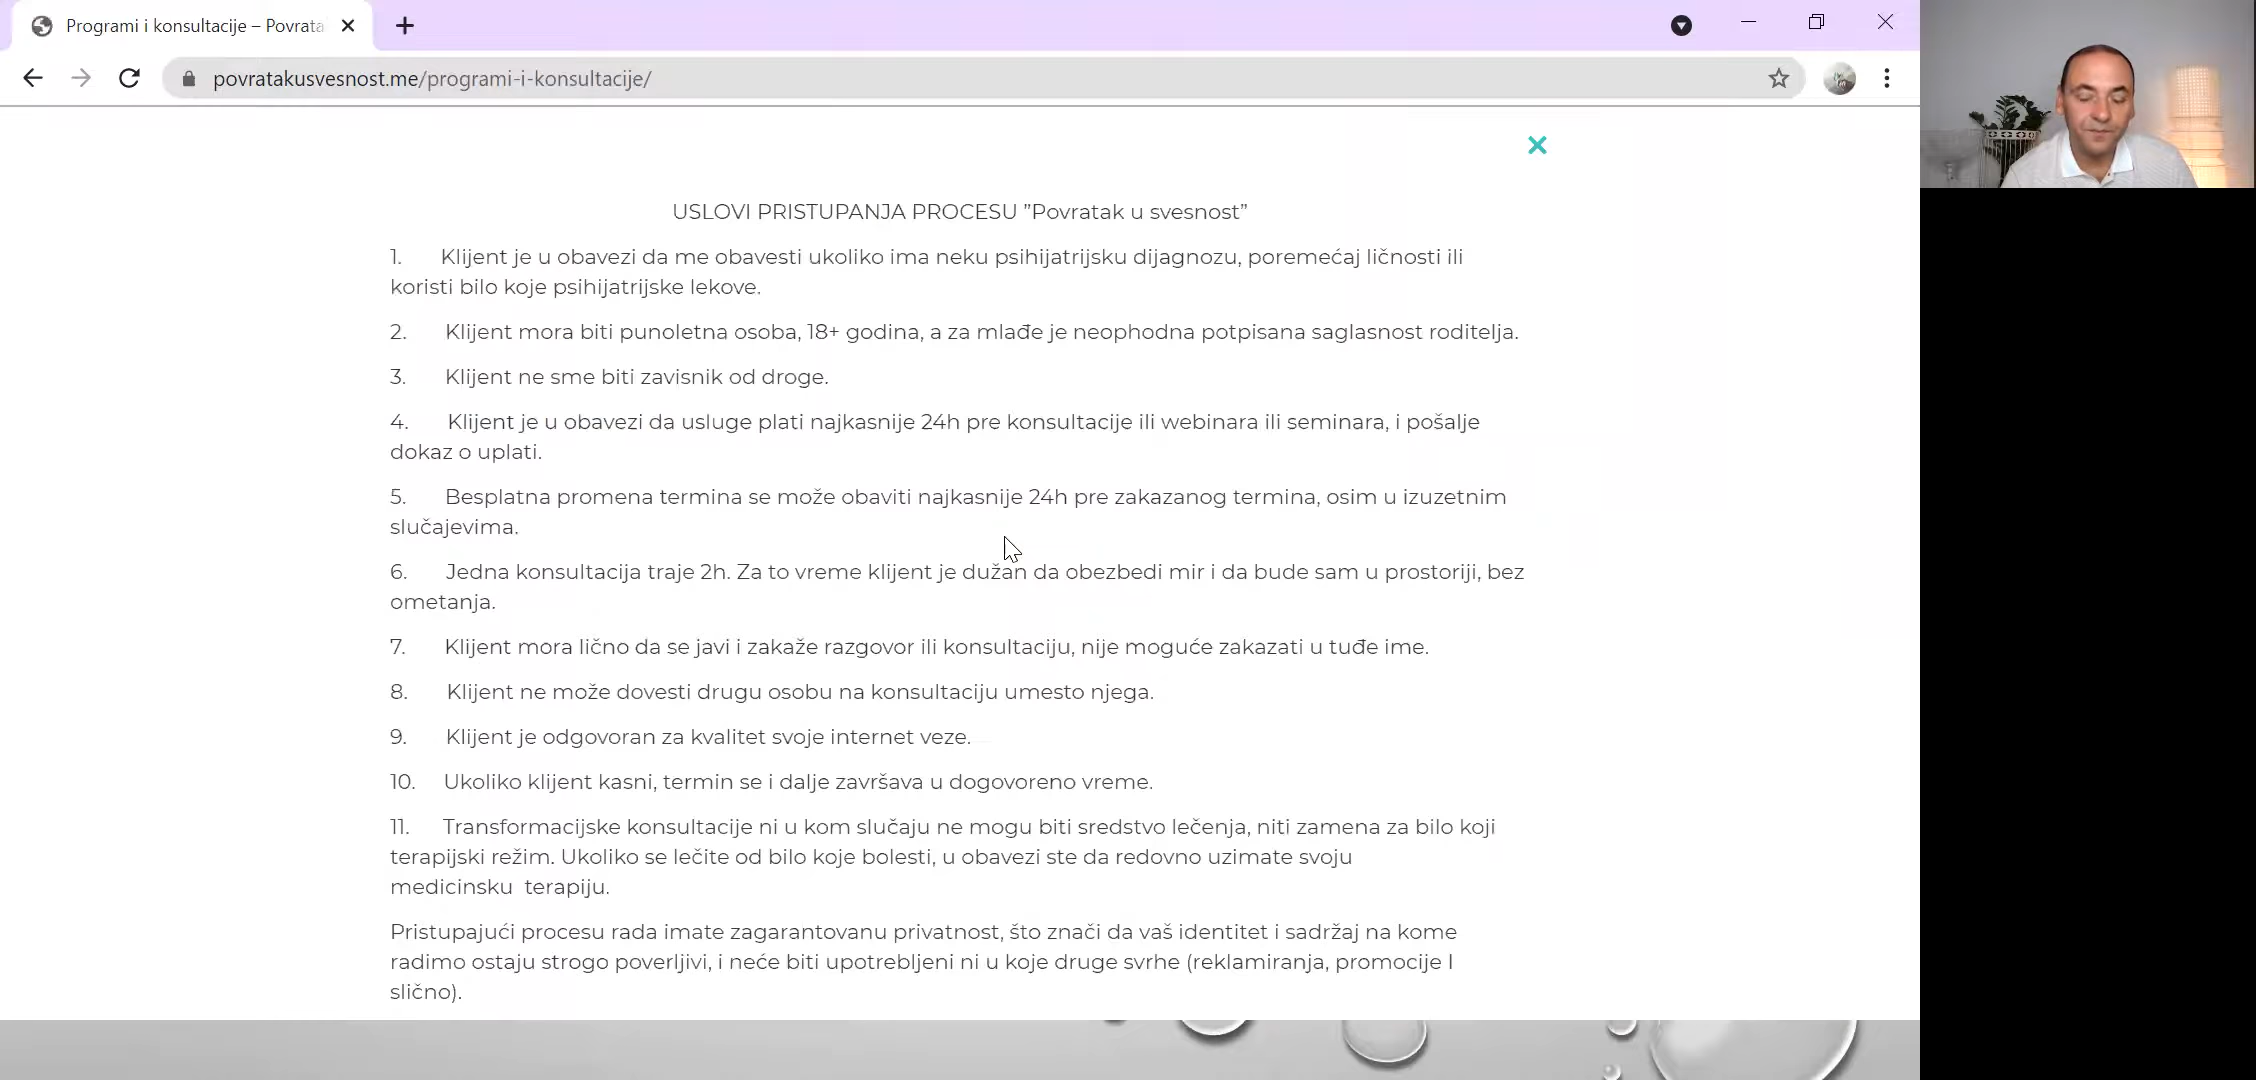 Programi i konsultacije – Povrata
povratakusvesnost.me/programi-i-konsultacije/
USLOVI PRISTUPANJA PROCESU ”Povratak u svesnost”
1. Klijent je u obavezi da me obavesti ukoliko ima neku psihijatrijsku dijagnozu, poremećaj ličnosti ili
koristi bilo koje psihijatrijske lekove.
2. Klijent mora biti punoletna osoba, 18+ godina, a za mlađe je neophodna potpisana saglasnost roditelja.
3. Klijent ne sme biti zavisnik od droge.
4. Klijent je u obavezi da usluge plati najkasnije 24h pre konsultacije ili webinara ili seminara, i pošalje
dokaz o uplati.
5. Besplatna promena termina se može obaviti najkasnije 24h pre zakazanog termina, osim u izuzetnim
slučajevima.
6. Jedna konsultacija traje 2h. Za to vreme klijent je dužan da obezbedi mir i da bude sam u prostoriji, bez
ometanja.
7. Klijent mora lično da se javi i zakaže razgovor ili konsultaciju, nije moguće zakazati u tuđe ime.
8. Klijent ne može dovesti drugu osobu na konsultaciju umesto njega.
9. Klijent je odgovoran za kvalitet svoje internet veze.
10. Ukoliko klijent kasni, termin se i dalje završava u dogovoreno vreme.
11. Transformacijske konsultacije ni u kom slučaju ne mogu biti sredstvo lečenja, niti zamena za bilo koji
terapijski režim. Ukoliko se lečite od bilo koje bolesti, u obavezi ste da redovno uzimate svoju
medicinsku terapiju.
Pristupajući procesu rada imate zagarantovanu privatnost, što znači da vaš identitet i sadržaj na kome
radimo ostaju strogo poverljivi, i neće biti upotrebljeni ni u koje druge svrhe (reklamiranja, promocije I
slično).